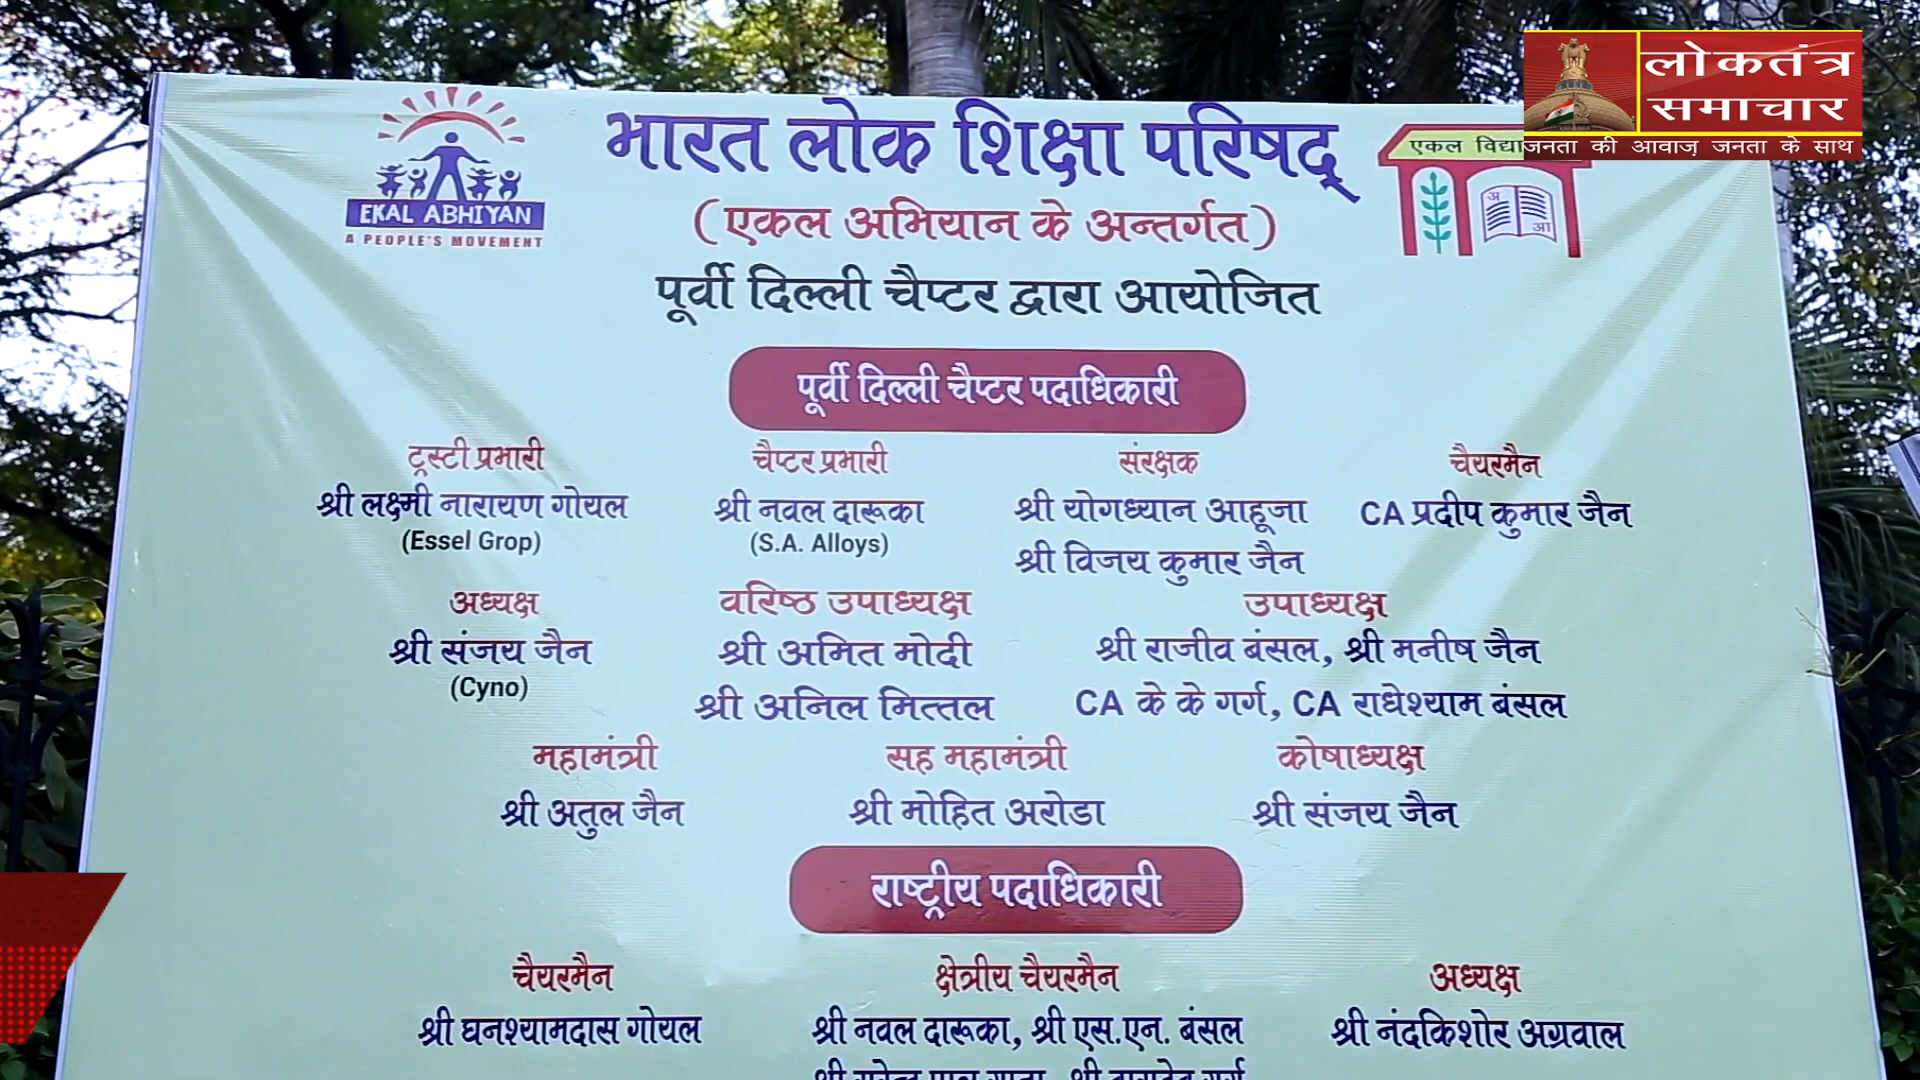 लोकतंत्र
समाचार
जनता की आवाज़ जनता के साथ
EKAL ABHIYAN
A PEOPLE'S MOVEMENT
भारत लोक शिक्षा परिषद्
एकल
अ
आ
(एकल अभियान के अन्तर्गत)
पूर्वी दिल्ली चैप्टर द्वारा आयोजित
पूर्वी दिल्ली चैप्टर पदाधिकारी
ट्रस्टी प्रभारी चैप्टर प्रभारी संरक्षक चैयरमैन
श्री लक्ष्मी नारायण गोयल श्री नवल दारूका श्री योगध्यान आहूजा CA प्रदीप कुमार जैन
(Essel Grop) (S.A. Alloys) श्री विजय कुमार जैन
अध्यक्ष वरिष्ठ उपाध्यक्ष उपाध्यक्ष
श्री संजय जैन श्री अमित मोदी श्री राजीव बंसल, श्री मनीष जैन
(Cyno) श्री अनिल मित्तल CA के के गर्ग, CA राधेश्याम बंसल
महामंत्री सह महामंत्री कोषाध्यक्ष
श्री अतुल जैन श्री मोहित अरोडा श्री संजय जैन
राष्ट्रीय पदाधिकारी
चैयरमैन क्षेत्रीय चैयरमैन अध्यक्ष
श्री घनश्यामदास गोयल श्री नवल दारूका, श्री एस.एन. बंसल श्री नंदकिशोर अग्रवाल